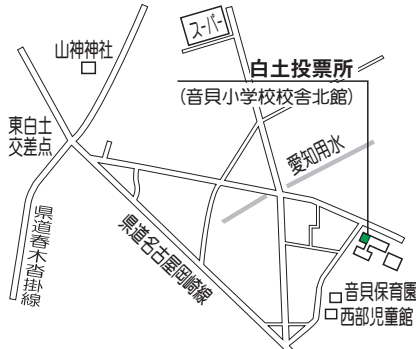 スーパー
山神神社
白土投票所
(音貝小学校校舎北館)
東白土
交差点
愛知用水
県道春木沓掛線
県道名古屋岡崎線
音貝保育園
西部児童館